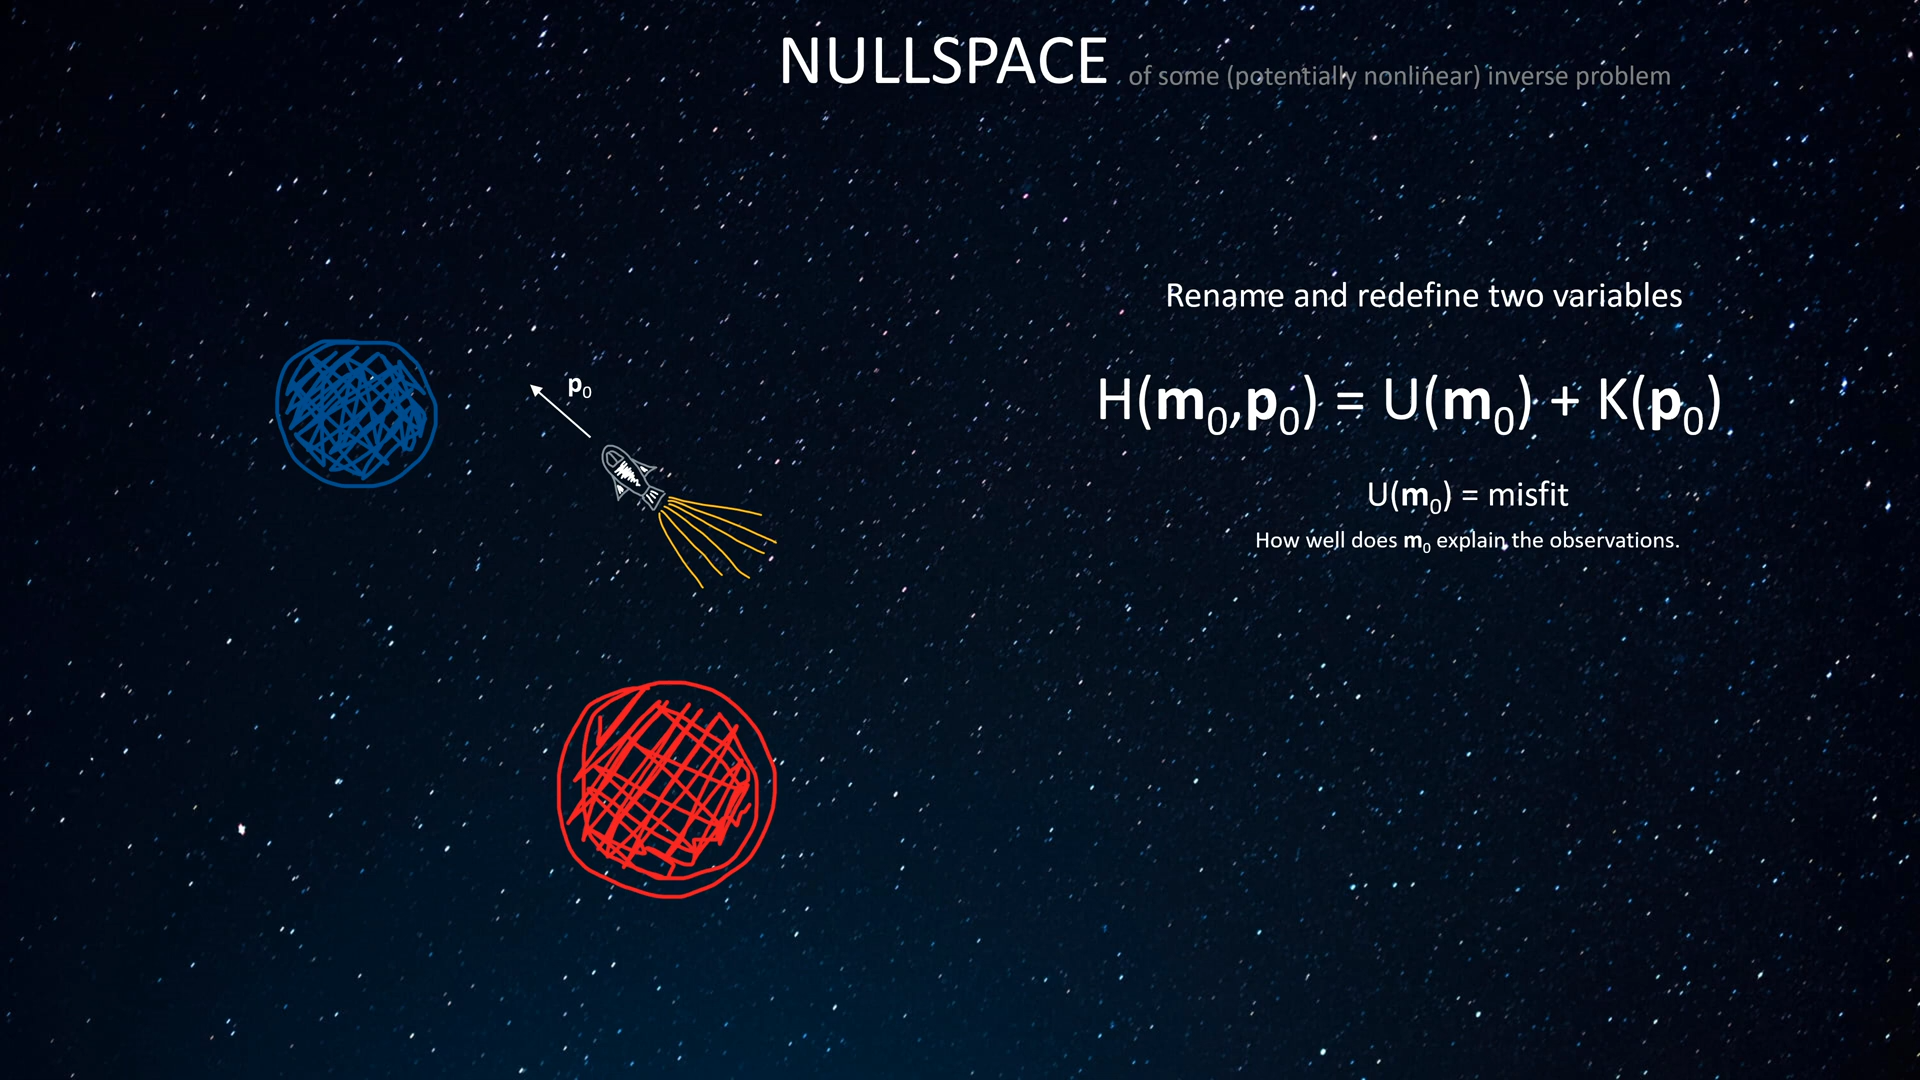 NULLSPACE of some (potentially nonlinear) inverse problem
Rename and redefine two variables
p₀
H(m₀,p₀) = U(m₀) + K(p₀)
U(m₀) = misfit
How well does m₀ explain the observations.